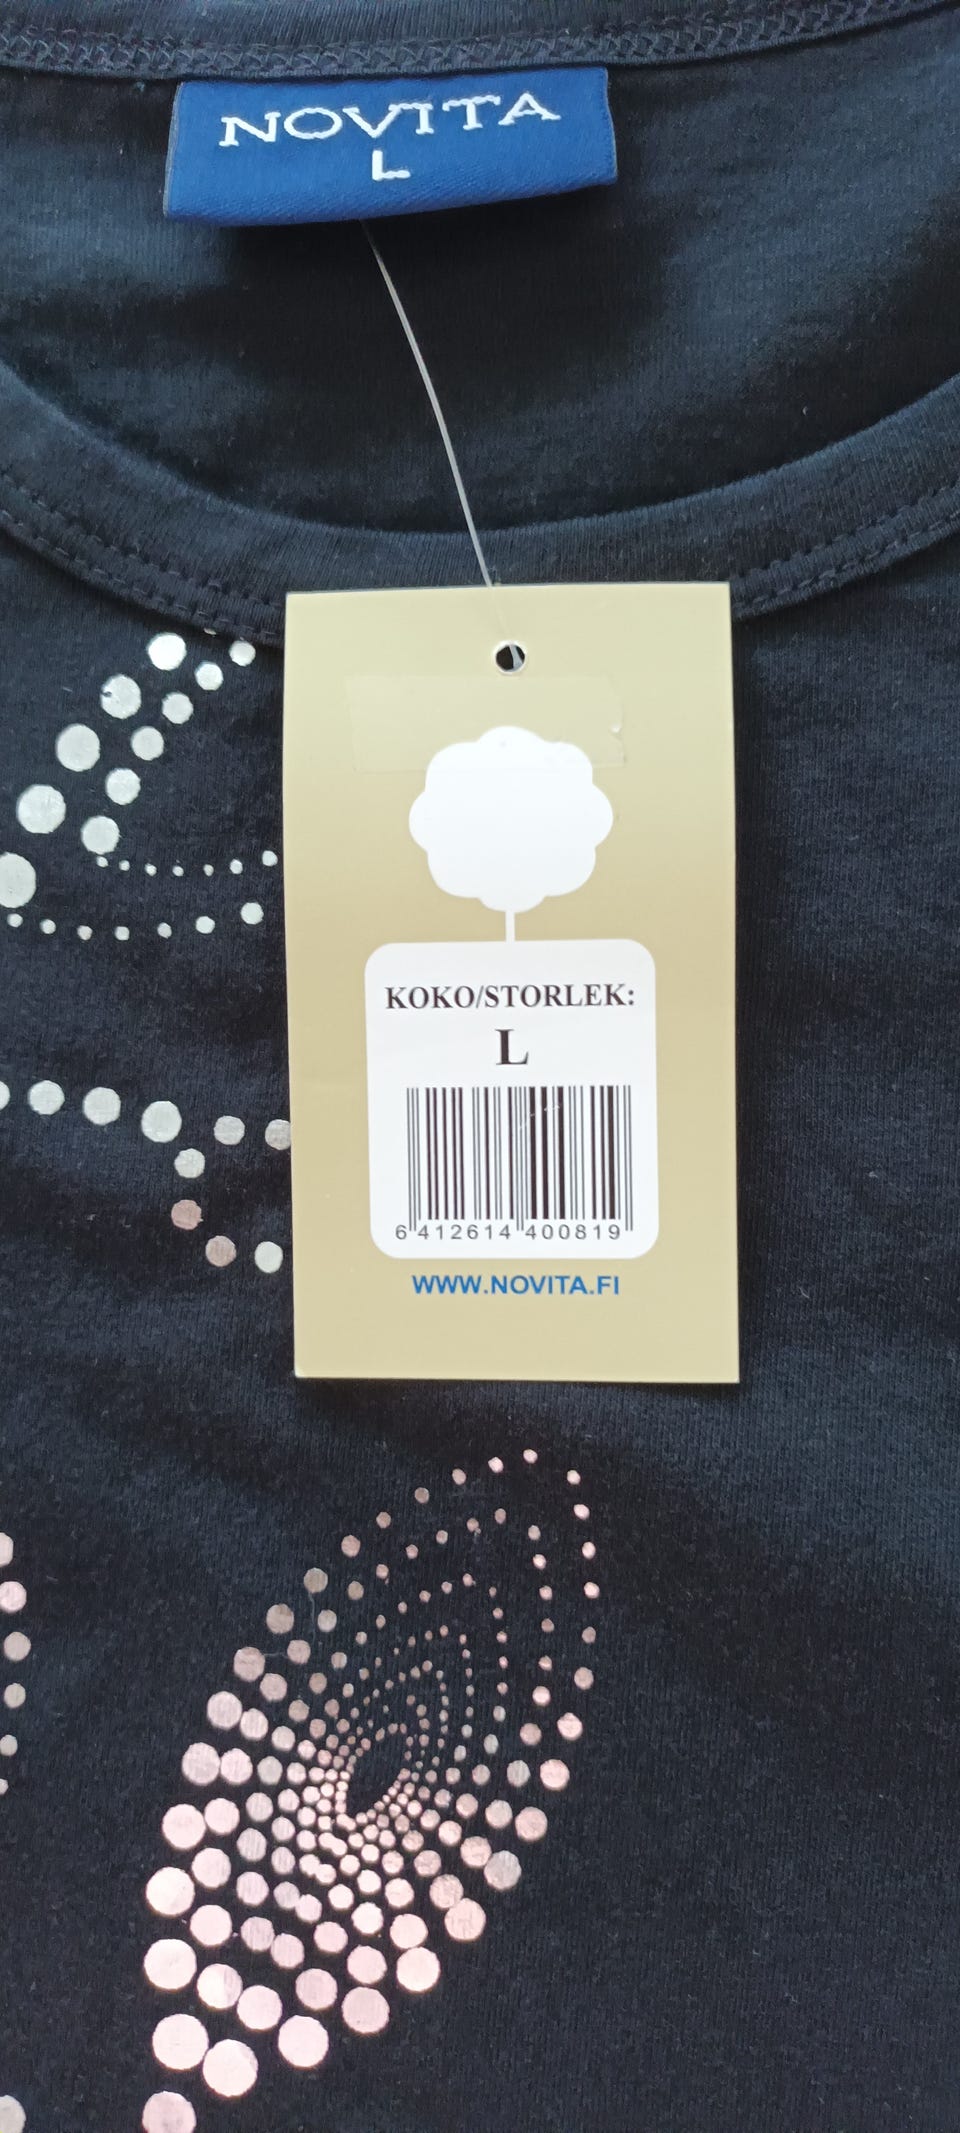 NOVITA
L
KOKO/STORLEK:
L
6 412614 400819
WWW.NOVITA.FI